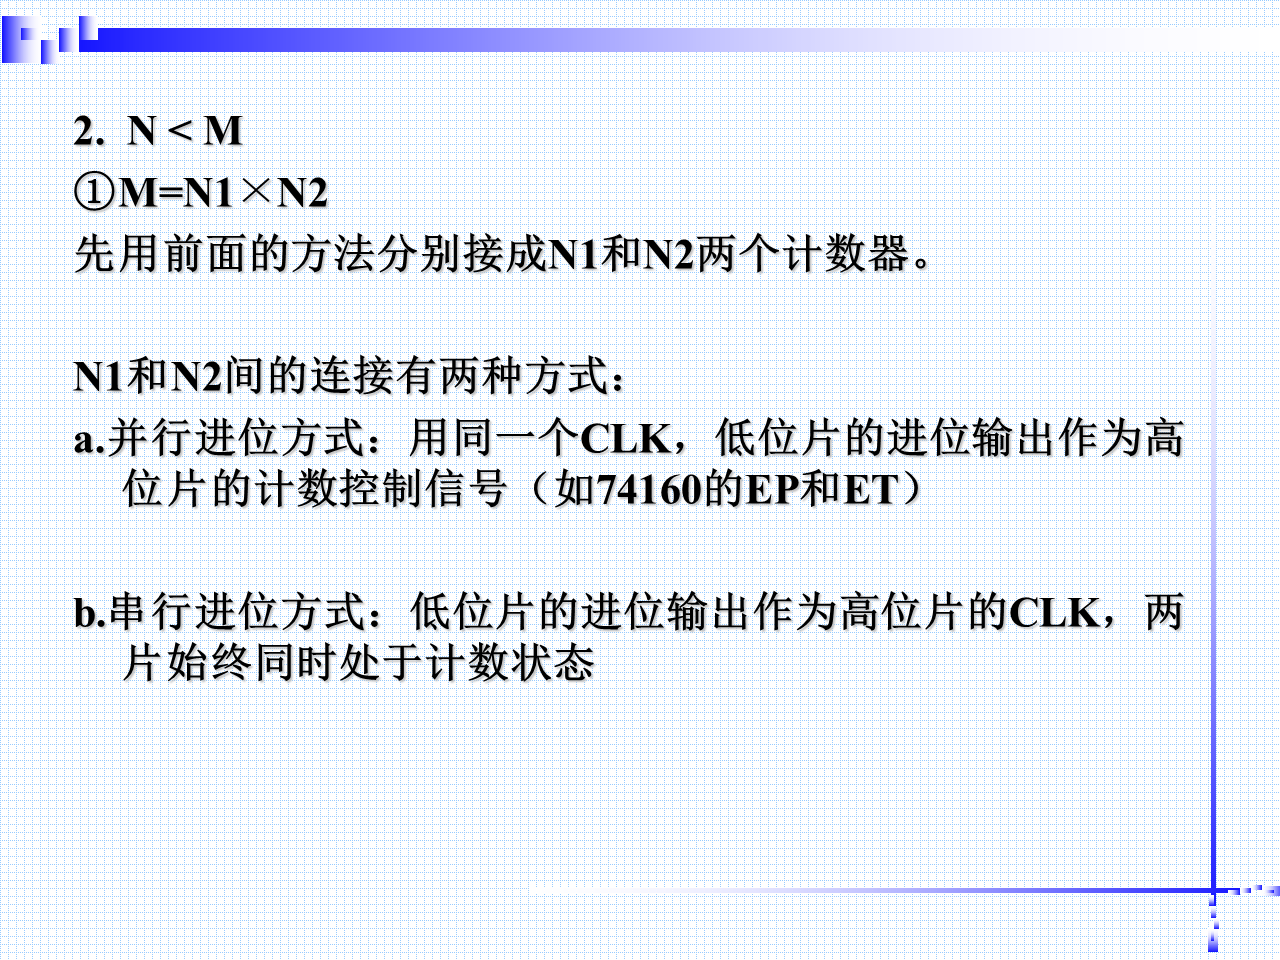 2. N < M
①M=N1×N2
先用前面的方法分别接成N1和N2两个计数器。
N1和N2间的连接有两种方式：
a.并行进位方式：用同一个CLK，低位片的进位输出作为高
位片的计数控制信号（如74160的EP和ET）
b.串行进位方式：低位片的进位输出作为高位片的CLK，两
片始终同时处于计数状态